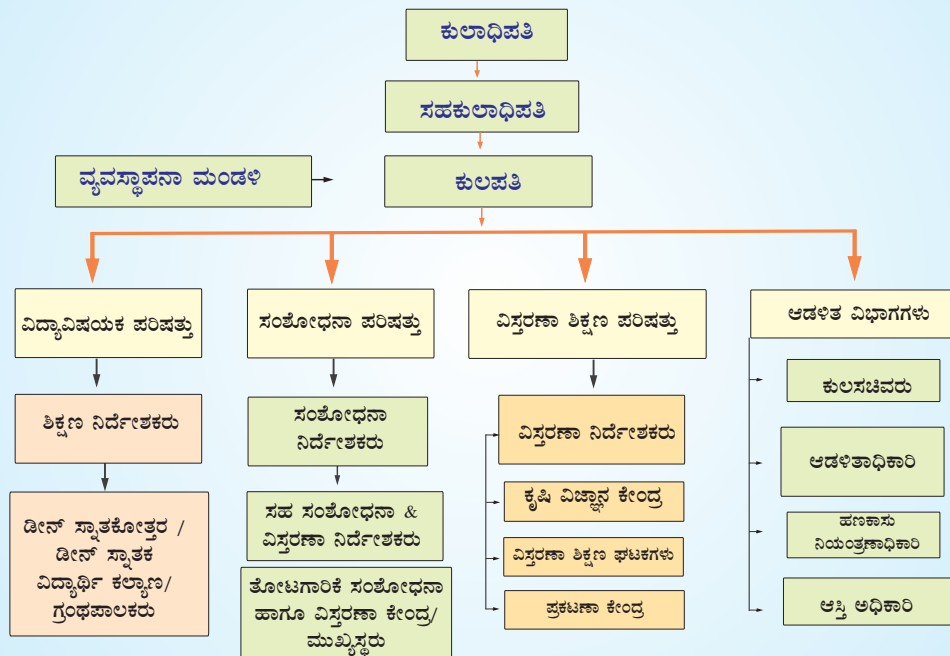 ಕುಲಾಧಿಪತಿ
ಸಹಕುಲಾಧಿಪತಿ
ವ್ಯವಸ್ಥಾಪನಾ ಮಂಡಳಿ
ಕುಲಪತಿ
ವಿದ್ಯಾವಿಷಯಕ ಪರಿಷತ್ತು
ಶಿಕ್ಷಣ ನಿರ್ದೇಶಕರು
ಡೀನ್ ಸ್ನಾತಕೋತ್ತರ /
ಡೀನ್ ಸ್ನಾತಕ
ವಿದ್ಯಾರ್ಥಿ ಕಲ್ಯಾಣ/
ಗ್ರಂಥಪಾಲಕರು
ಸಂಶೋಧನಾ ಪರಿಷತ್ತು
ಸಂಶೋಧನಾ
ನಿರ್ದೇಶಕರು
ಸಹ ಸಂಶೋಧನಾ &
ವಿಸ್ತರಣಾ ನಿರ್ದೇಶಕರು
ತೋಟಗಾರಿಕೆ ಸಂಶೋಧನಾ
ಹಾಗೂ ವಿಸ್ತರಣಾ ಕೇಂದ್ರ/
ಮುಖ್ಯಸ್ಥರು
ವಿಸ್ತರಣಾ ಶಿಕ್ಷಣ ಪರಿಷತ್ತು
ವಿಸ್ತರಣಾ ನಿರ್ದೇಶಕರು
ಕೃಷಿ ವಿಜ್ಞಾನ ಕೇಂದ್ರ
ವಿಸ್ತರಣಾ ಶಿಕ್ಷಣ ಘಟಕಗಳು
ಪ್ರಕಟಣಾ ಕೇಂದ್ರ
ಆಡಳಿತ ವಿಭಾಗಗಳು
ಕುಲಸಚಿವರು
ಆಡಳಿತಾಧಿಕಾರಿ
ಹಣಕಾಸು
ನಿಯಂತ್ರಣಾಧಿಕಾರಿ
ಆಸ್ತಿ ಅಧಿಕಾರಿ